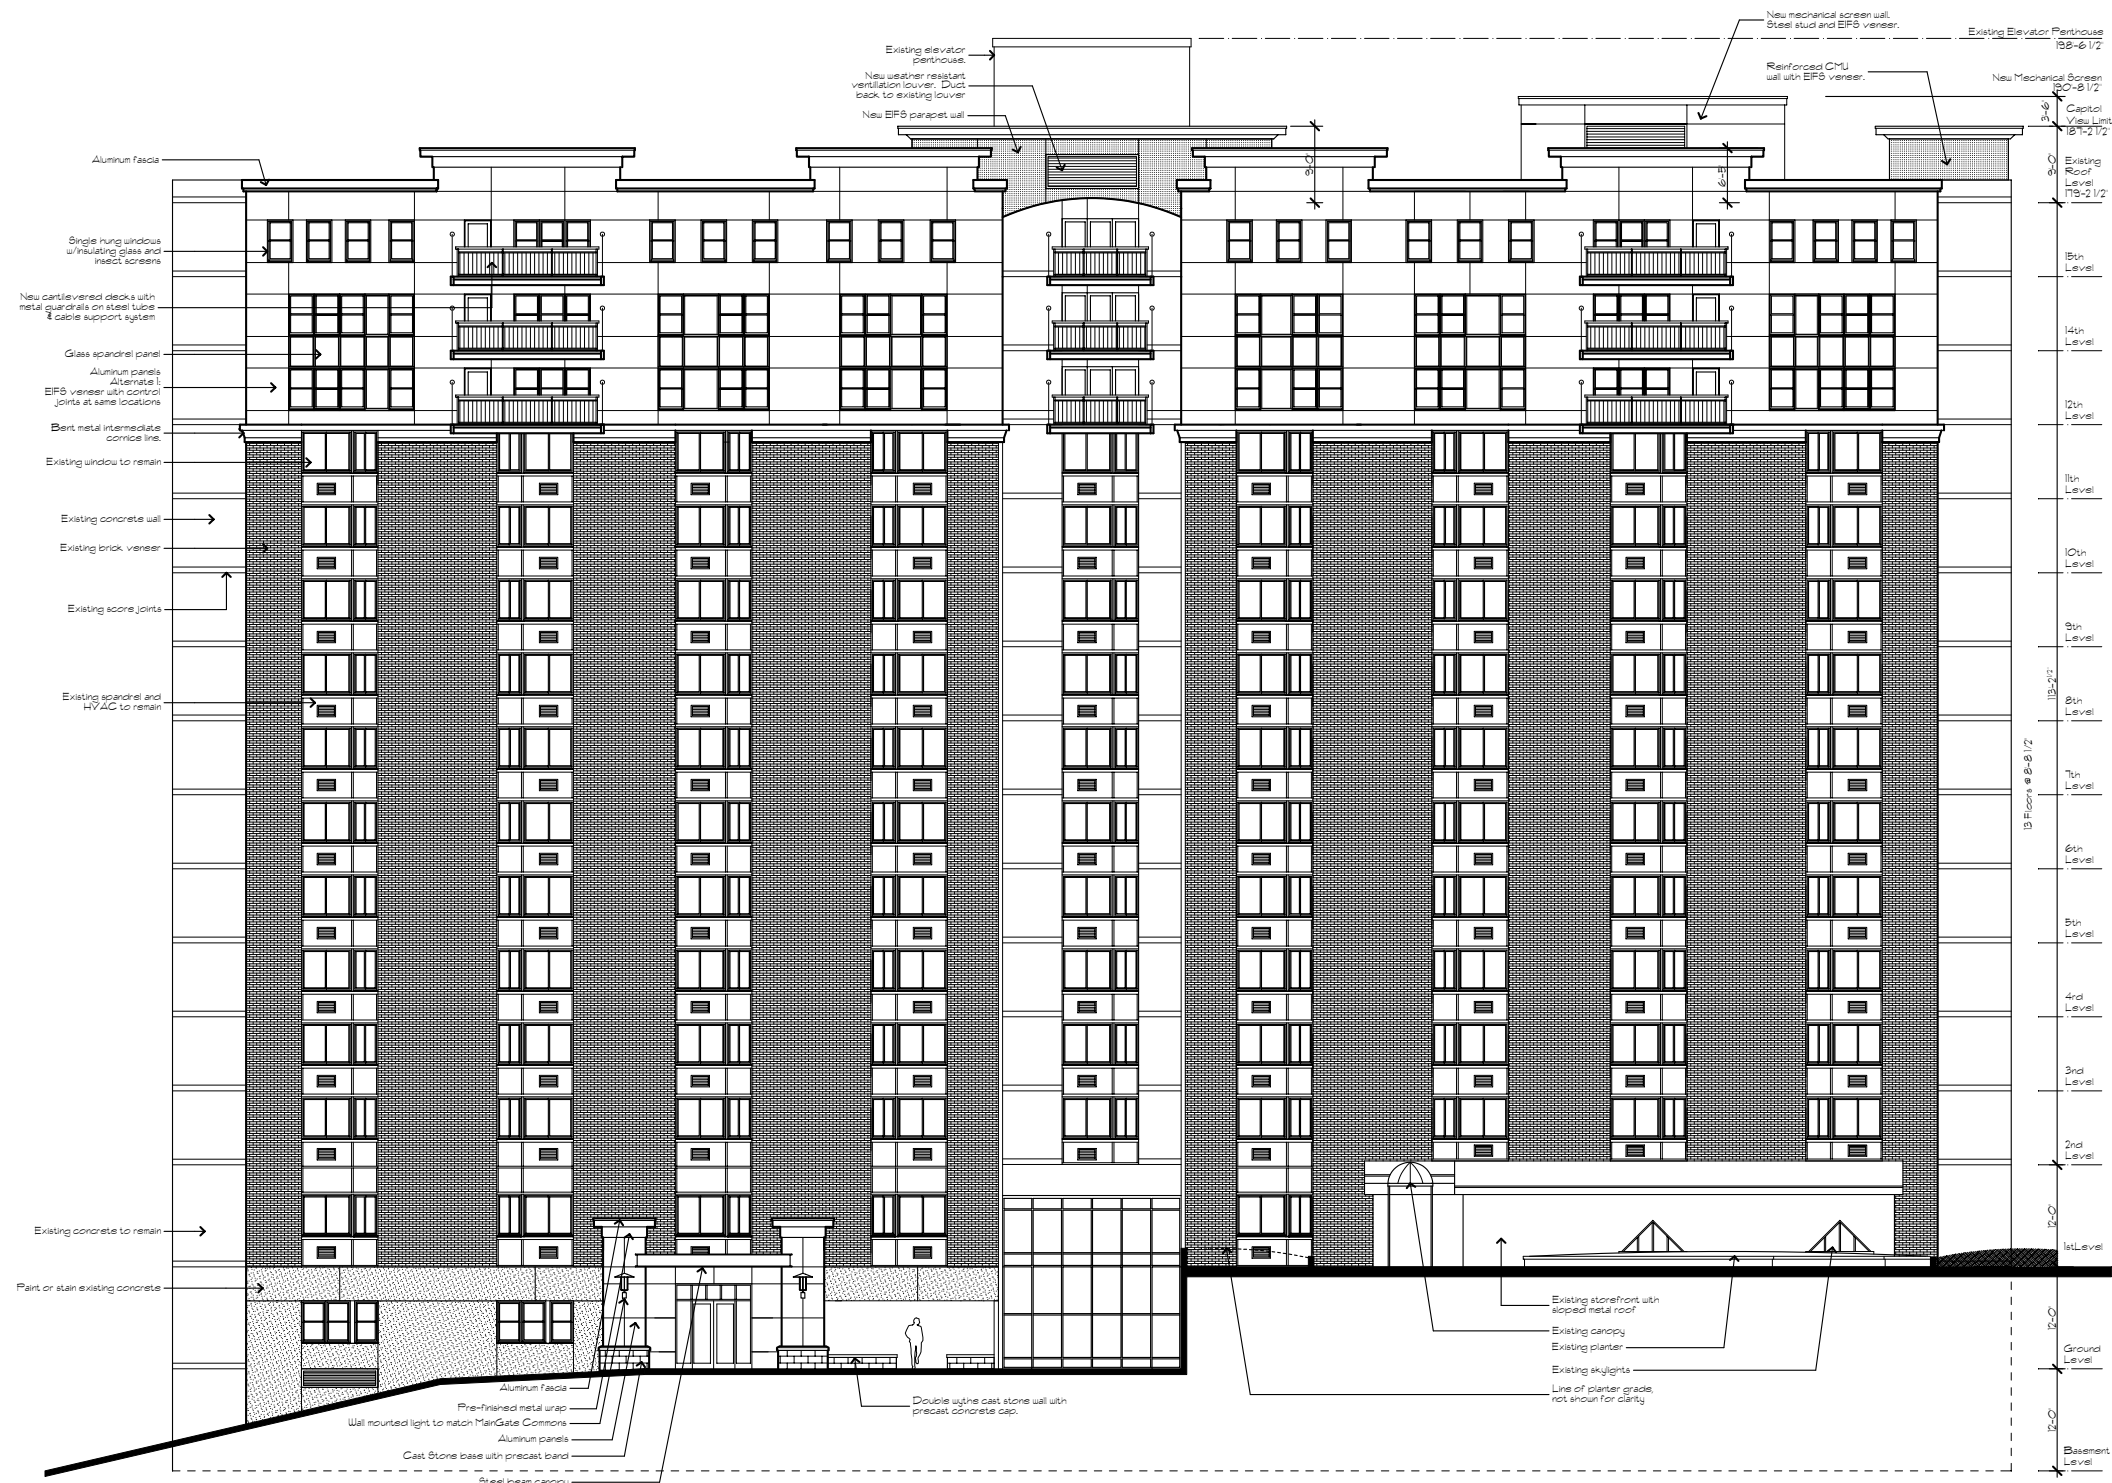 New mechanical screen wall.
Steel stud and EIFS veneer.
Existing Elevator Penthouse
198'-6 1/2"
Existing elevator
penthouse.
New weather resistant
ventilation louver. Duct
back to existing louver
New EIFS parapet wall
Reinforced CMU
wall with EIFS veneer.
New Mechanical Screen
190'-8 1/2"
3'-6"
Capitol
View Limit
187'-2 1/2"
9'-0"
9'-0"
6'-5"
Existing
Roof
Level
179'-2 1/2"
Aluminum fascia
Single hung windows
w/insulating glass and
insect screens
New cantilevered decks with
metal guardrails on steel tube
& cable support system
Glass spandrel panel
Aluminum panels
Alternate 1:
EIFS veneer with control
joints at same locations
Bent metal intermediate
cornice line.
Existing window to remain
Existing concrete wall
Existing brick veneer
Existing score joints
Existing spandrel and
HVAC to remain
Existing concrete to remain
Paint or stain existing concrete
15th
Level
14th
Level
12th
Level
11th
Level
10th
Level
9th
Level
8th
Level
7th
Level
6th
Level
5th
Level
4rd
Level
3nd
Level
2nd
Level
1stLevel
Ground
Level
Basement
Level
113'-2 1/2"
13 Floors @ 8'-8 1/2"
12'-0"
12'-0"
12'-0"
Aluminum fascia
Pre-finished metal wrap
Wall mounted light to match MainGate Commons
Aluminum panels
Cast Stone base with precast band
Steel beam canopy
Double wythe cast stone wall with
precast concrete cap.
Existing storefront with
sloped metal roof
Existing canopy
Existing planter
Existing skylights
Line of planter grade,
not shown for clarity